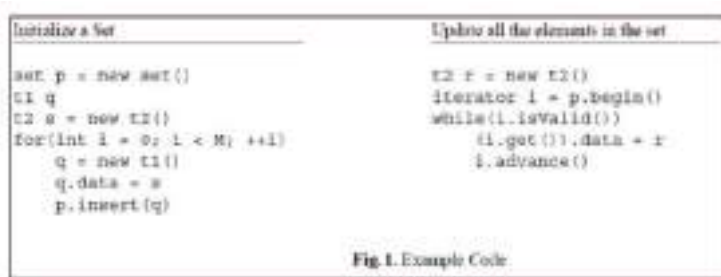 Initialize a Set
set p = new set()
t1 q
t2 s = new t2()
for(int i = 0; i < M; ++i)
q = new t1()
q.data = s
p.insert(q)
Update all the elements in the set
t2 r = new t2()
iterator i = p.begin()
while(i.isValid())
(i.get()).data = r
i.advance()
Fig. 1. Example Code